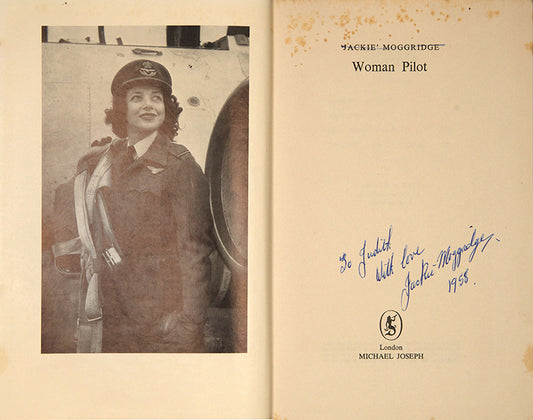 'JACKIE' MOGGRIDGE
Woman Pilot
To Judith
With love
Jackie Moggridge.
1958.
London
MICHAEL JOSEPH